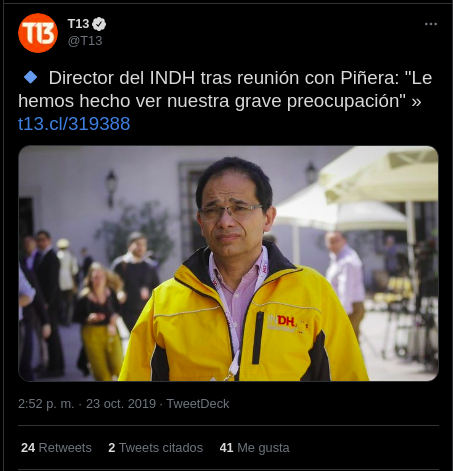 T13
T13
@T13
Director del INDH tras reunión con Piñera: "Le
hemos hecho ver nuestra grave preocupación" »
t13.cl/319388
INDH
2:52 p. m. · 23 oct. 2019 · TweetDeck
24 Retweets 2 Tweets citados 41 Me gusta